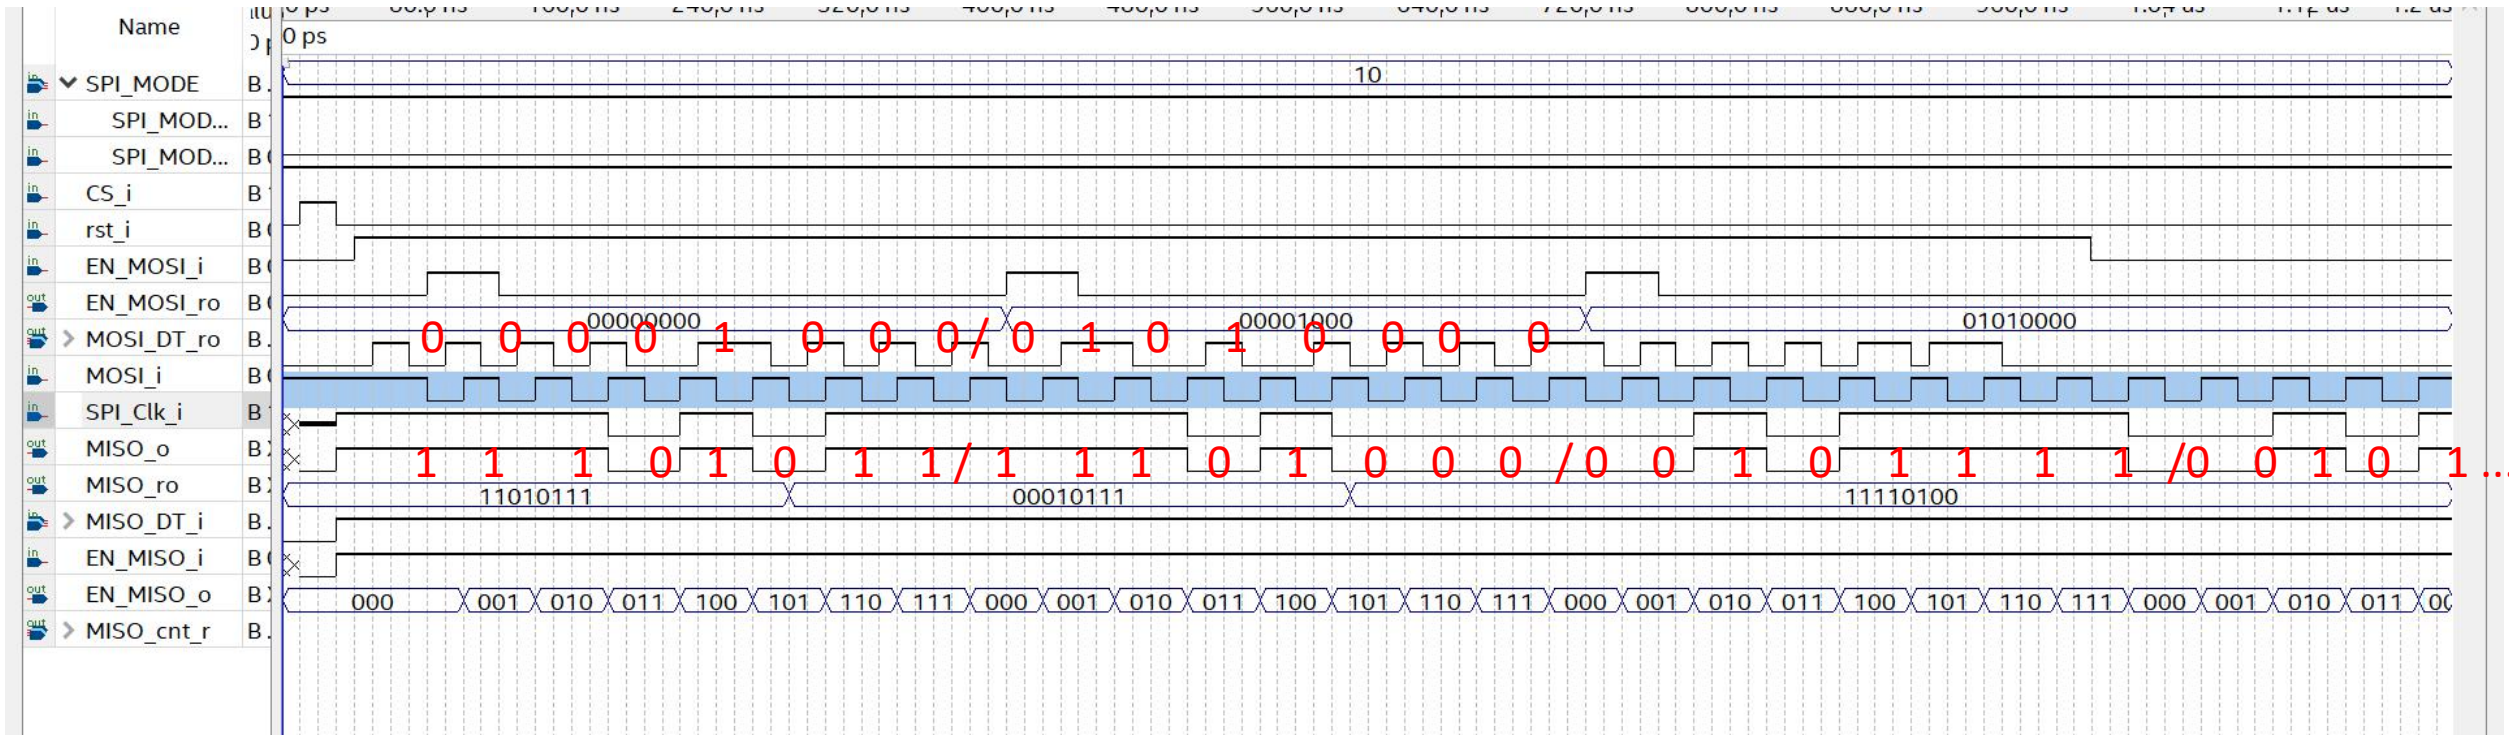 Name
0 ps
SPI_MODE B. 10
SPI_MOD... B
SPI_MOD... B
CS_i B
rst_i B
EN_MOSI_i B
EN_MOSI_ro B
MOSI_DT_ro B. 00000000 00001000 01010000
0 0 0 0 1 0 0 0/0 1 0 1 0 0 0 0
MOSI_i B
SPI_Clk_i B
MISO_o B
1 1 1 0 1 0 1 1/1 1 1 0 1 0 0 0/0 0 1 0 1 1 1 1/0 0 1 0 1...
MISO_ro B
MISO_DT_i B. 11010111 00010111 11110100
EN_MISO_i B
EN_MISO_o B
MISO_cnt_r B. 000 001 010 011 100 101 110 111 000 001 010 011 100 101 110 111 000 001 010 011 100 101 110 111 000 001 010 011